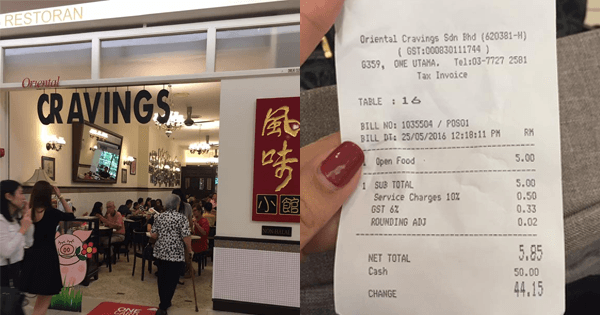 RESTORAN
Oriental
CRAVINGS
風味
小館
ONE
Oriental Cravings Sdn Bhd (620381-H)
( GST:000830111744 )
G359, ONE UTAMA. Tel:03-7727 2581
Tax Invoice
TABLE : 16
BILL NO: 1035504 / POS01
BILL DT: 25/05/2016 12:18:11 PM RM
1 Open Food 5.00
1 SUB TOTAL 5.00
Service Charges 10% 0.50
GST 6% 0.33
ROUNDING ADJ 0.02
NET TOTAL 5.85
Cash 50.00
CHANGE 44.15